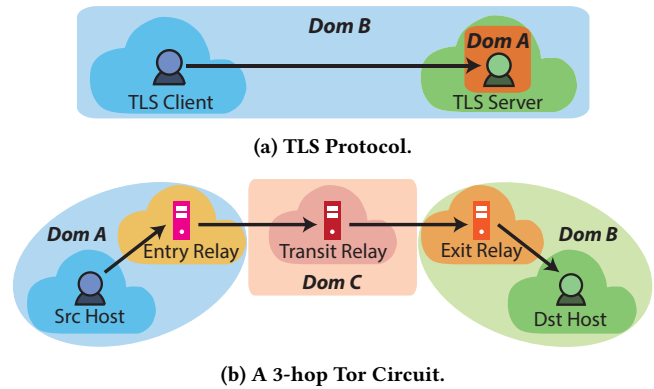 Dom B
Dom A
TLS Client
TLS Server
(a) TLS Protocol.
Dom A
Entry Relay
Transit Relay
Exit Relay
Dom B
Src Host
Dom C
Dst Host
(b) A 3-hop Tor Circuit.